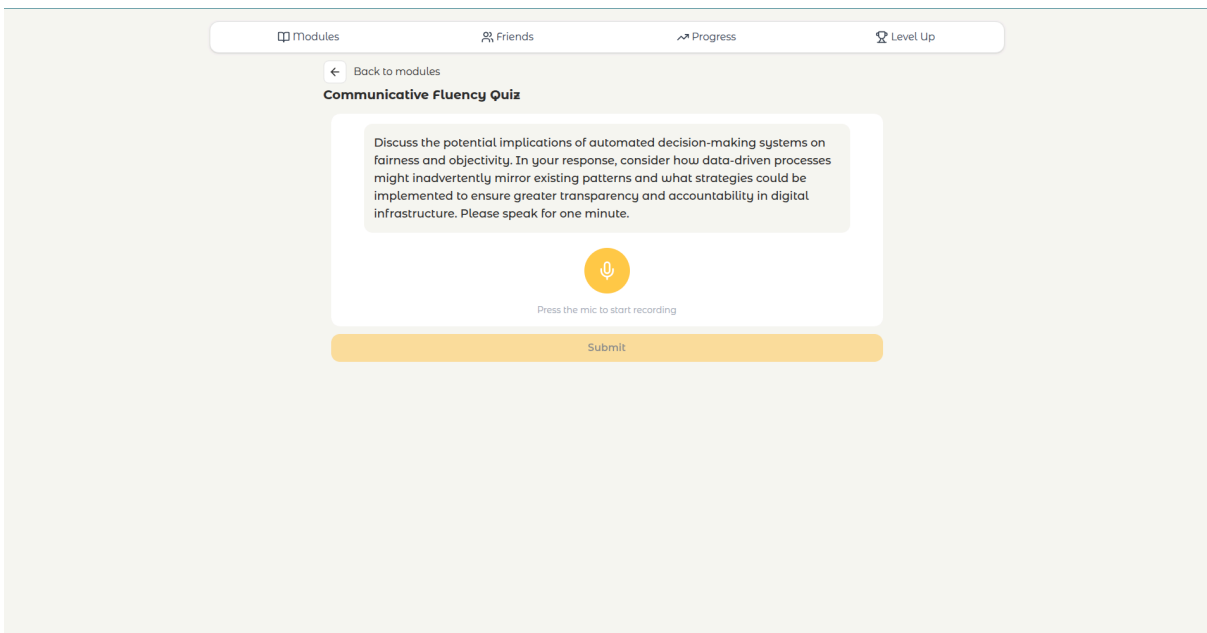 Modules
Friends
Progress
Level Up
Back to modules
Communicative Fluency Quiz
Discuss the potential implications of automated decision-making systems on
fairness and objectivity. In your response, consider how data-driven processes
might inadvertently mirror existing patterns and what strategies could be
implemented to ensure greater transparency and accountability in digital
infrastructure. Please speak for one minute.
Press the mic to start recording
Submit